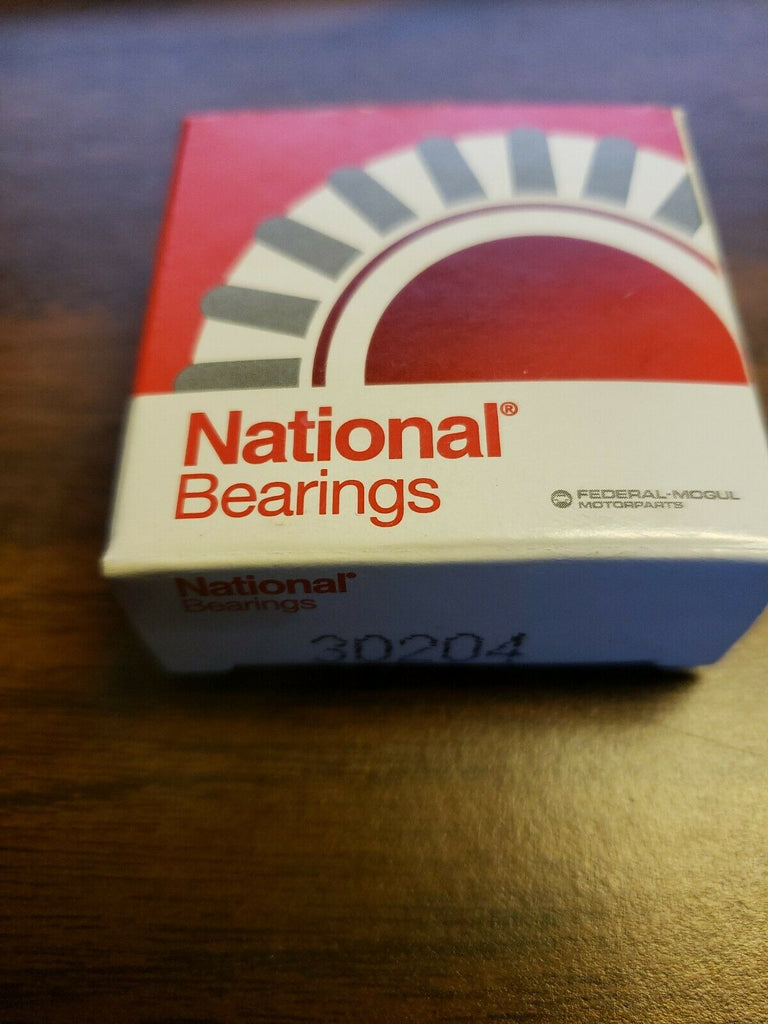 National®
Bearings
FEDERAL-MOGUL
MOTORPARTS
National®
Bearings
30204